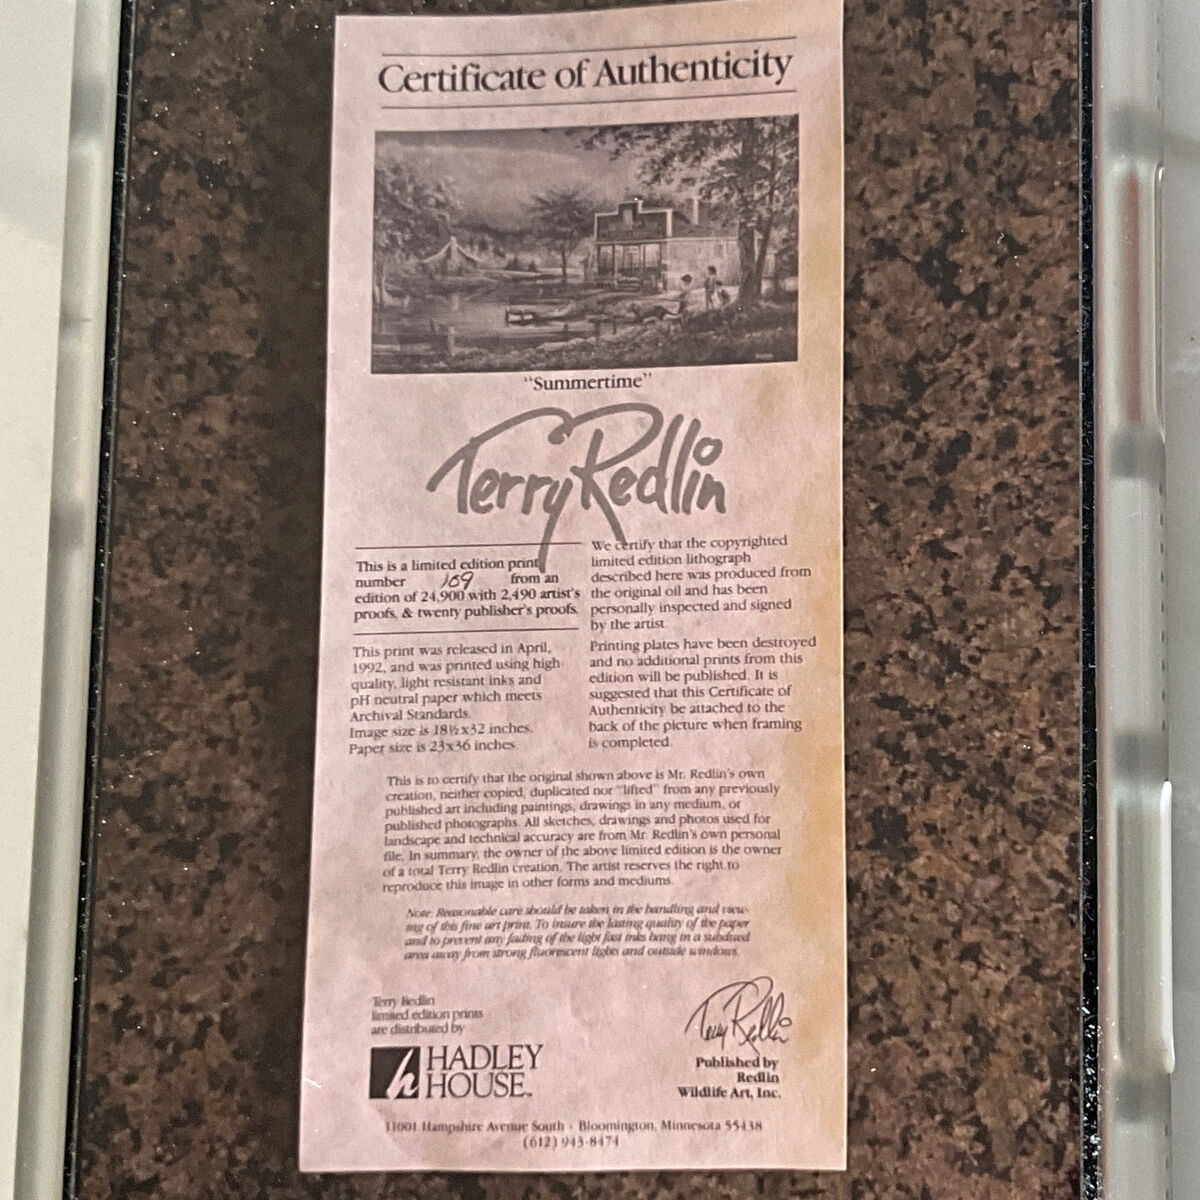 Certificate of Authenticity
"Summertime"
Terry Redlin
This is a limited edition print
number 169 from an
edition of 24,900 with 2,490 artist's
proofs, & twenty publisher's proofs.
This print was released in April,
1992, and was printed using high
quality, light resistant inks and
pH neutral paper which meets
Archival Standards.
Image size is 18½x32 inches.
Paper size is 23x36 inches.
We certify that the copyrighted
limited edition lithograph
described here was produced from
the original oil and has been
personally inspected and signed
by the artist.
Printing plates have been destroyed
and no additional prints from this
edition will be published. It is
suggested that this Certificate of
Authenticity be attached to the
back of the picture when framing
is completed.
This is to certify that the original shown above is Mr. Redlin's own
creation, neither copied, duplicated nor "lifted" from any previously
published art including paintings, drawings in any medium, or
published photographs. All sketches, drawings and photos used for
landscape and technical accuracy are from Mr. Redlin's own personal
file. In summary, the owner of the above limited edition is the owner
of a total Terry Redlin creation. The artist reserves the right to
reproduce this image in other forms and mediums.
Note: Reasonable care should be taken in the handling and view-
ing of this fine art print. To insure the lasting quality of the paper
and to prevent any fading of the light fast inks hang in a subdued
area away from strong fluorescent lights and outside windows.
Terry Redlin
limited edition prints
are distributed by
h HADLEY
HOUSE™
Terry Redlin
Published by
Redlin
Wildlife Art, Inc.
11001 Hampshire Avenue South · Bloomington, Minnesota 55438
(612) 943-8474